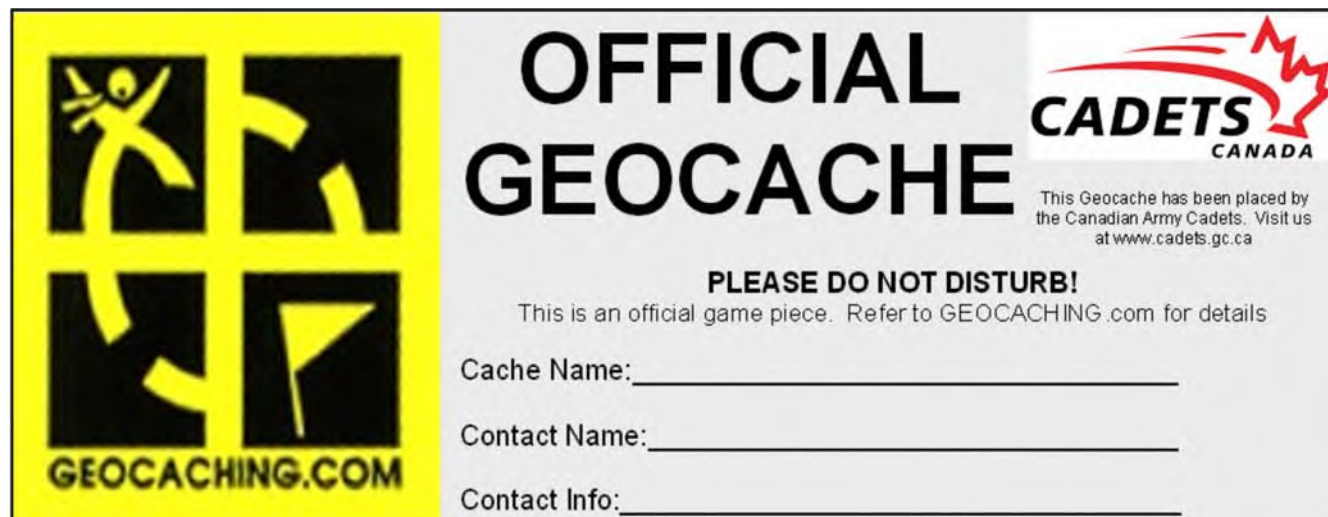 GEOCACHING.COM
OFFICIAL
GEOCACHE
CADETS
CANADA
This Geocache has been placed by
the Canadian Army Cadets. Visit us
at www.cadets.gc.ca
PLEASE DO NOT DISTURB!
This is an official game piece. Refer to GEOCACHING.com for details
Cache Name:
Contact Name:
Contact Info: